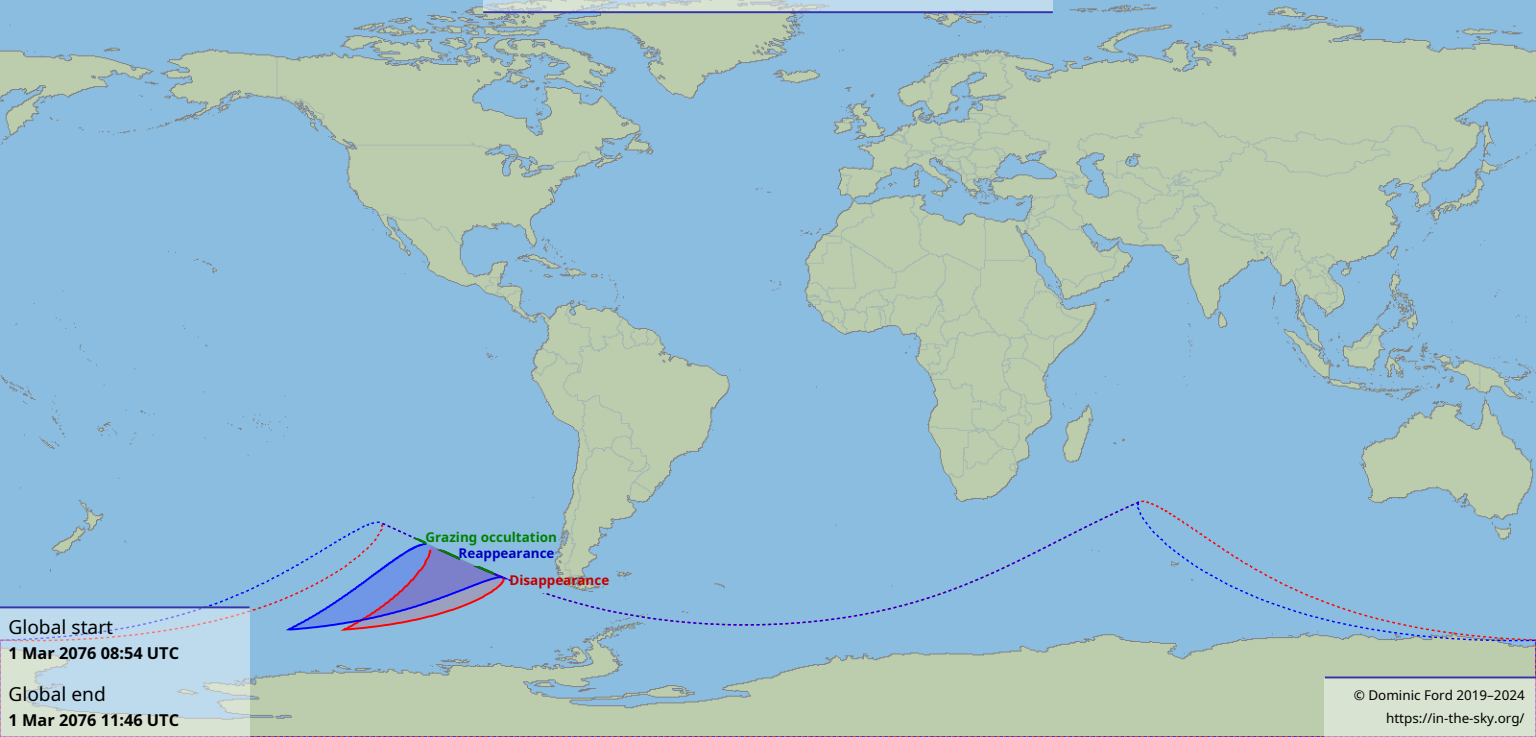 Grazing occultation
Reappearance
Disappearance
Global start
1 Mar 2076 08:54 UTC
Global end
1 Mar 2076 11:46 UTC
© Dominic Ford 2019–2024
https://in-the-sky.org/